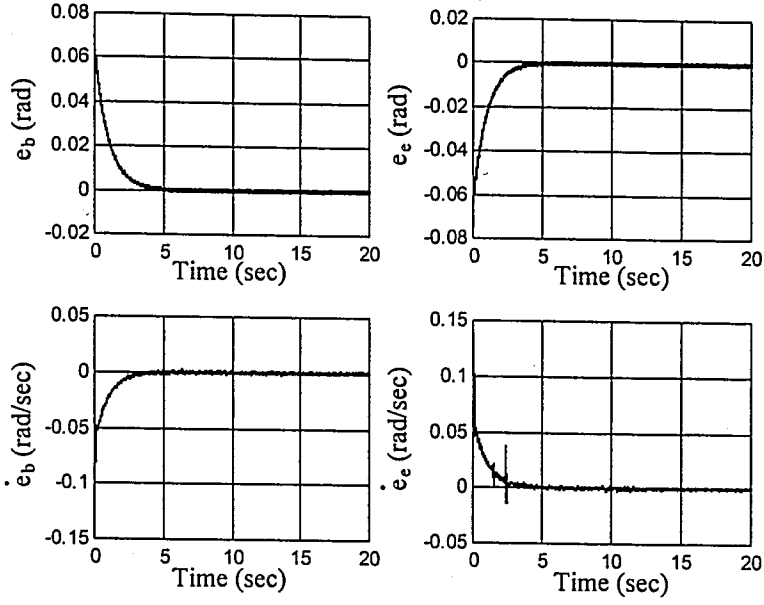 0.08
0.06
0.04
0.02
0
-0.02
e_b (rad)
0 5 10 15 20
Time (sec)
0.02
0
-0.02
-0.04
-0.06
-0.08
e_e (rad)
0 5 10 15 20
Time (sec)
0.05
0
-0.05
-0.1
-0.15
ė_b (rad/sec)
0 5 10 15 20
Time (sec)
0.15
0.1
0.05
0
-0.05
ė_e (rad/sec)
0 5 10 15 20
Time (sec)